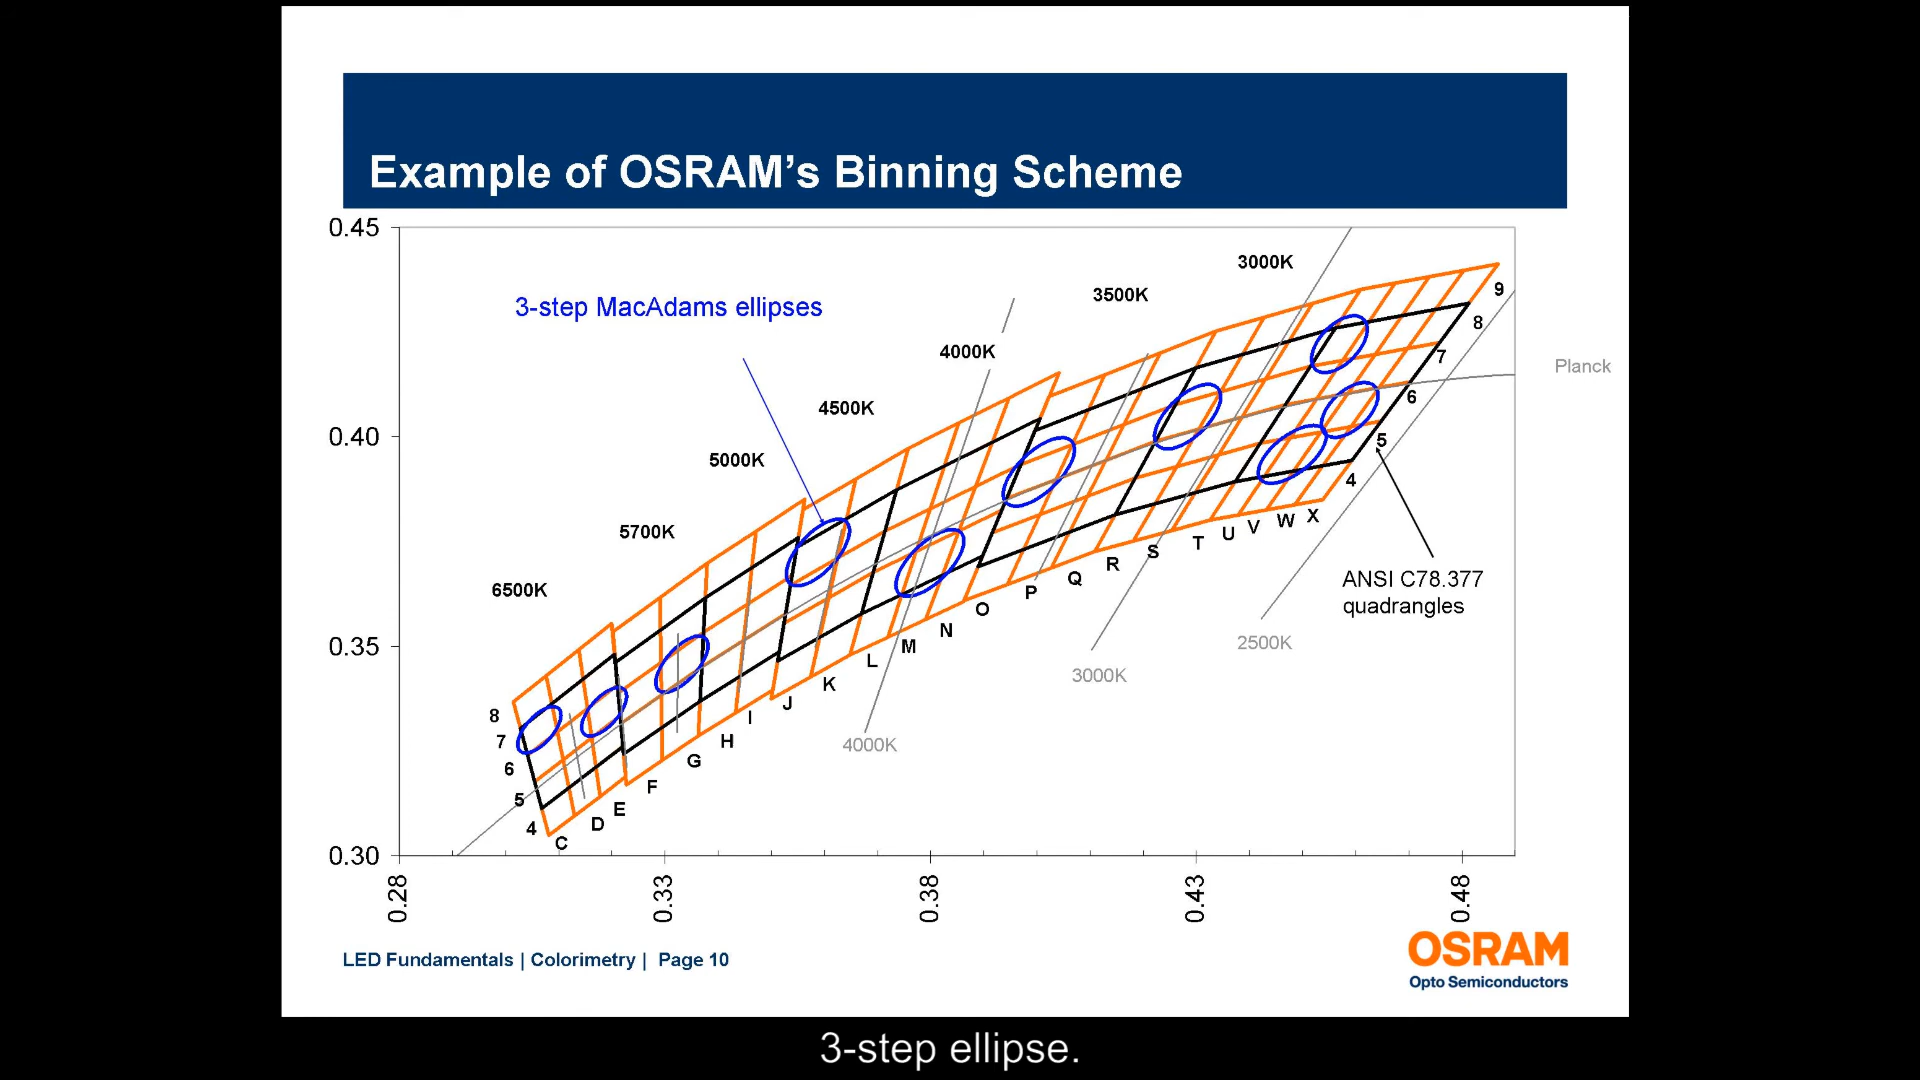 Example of OSRAM's Binning Scheme
0.45
3000K
3-step MacAdams ellipses
3500K
9
8
4000K
7
Planck
4500K
6
0.40
5
5000K
4
5700K
X
W
V
U
T
S
R
Q
P
O
N
M
L
K
J
I
H
G
F
E
D
C
ANSI C78.377
quadrangles
6500K
2500K
0.35
3000K
8
7
4000K
6
5
4
0.30
0.28
0.33
0.38
0.43
0.48
LED Fundamentals | Colorimetry | Page 10
OSRAM
Opto Semiconductors
3-step ellipse.